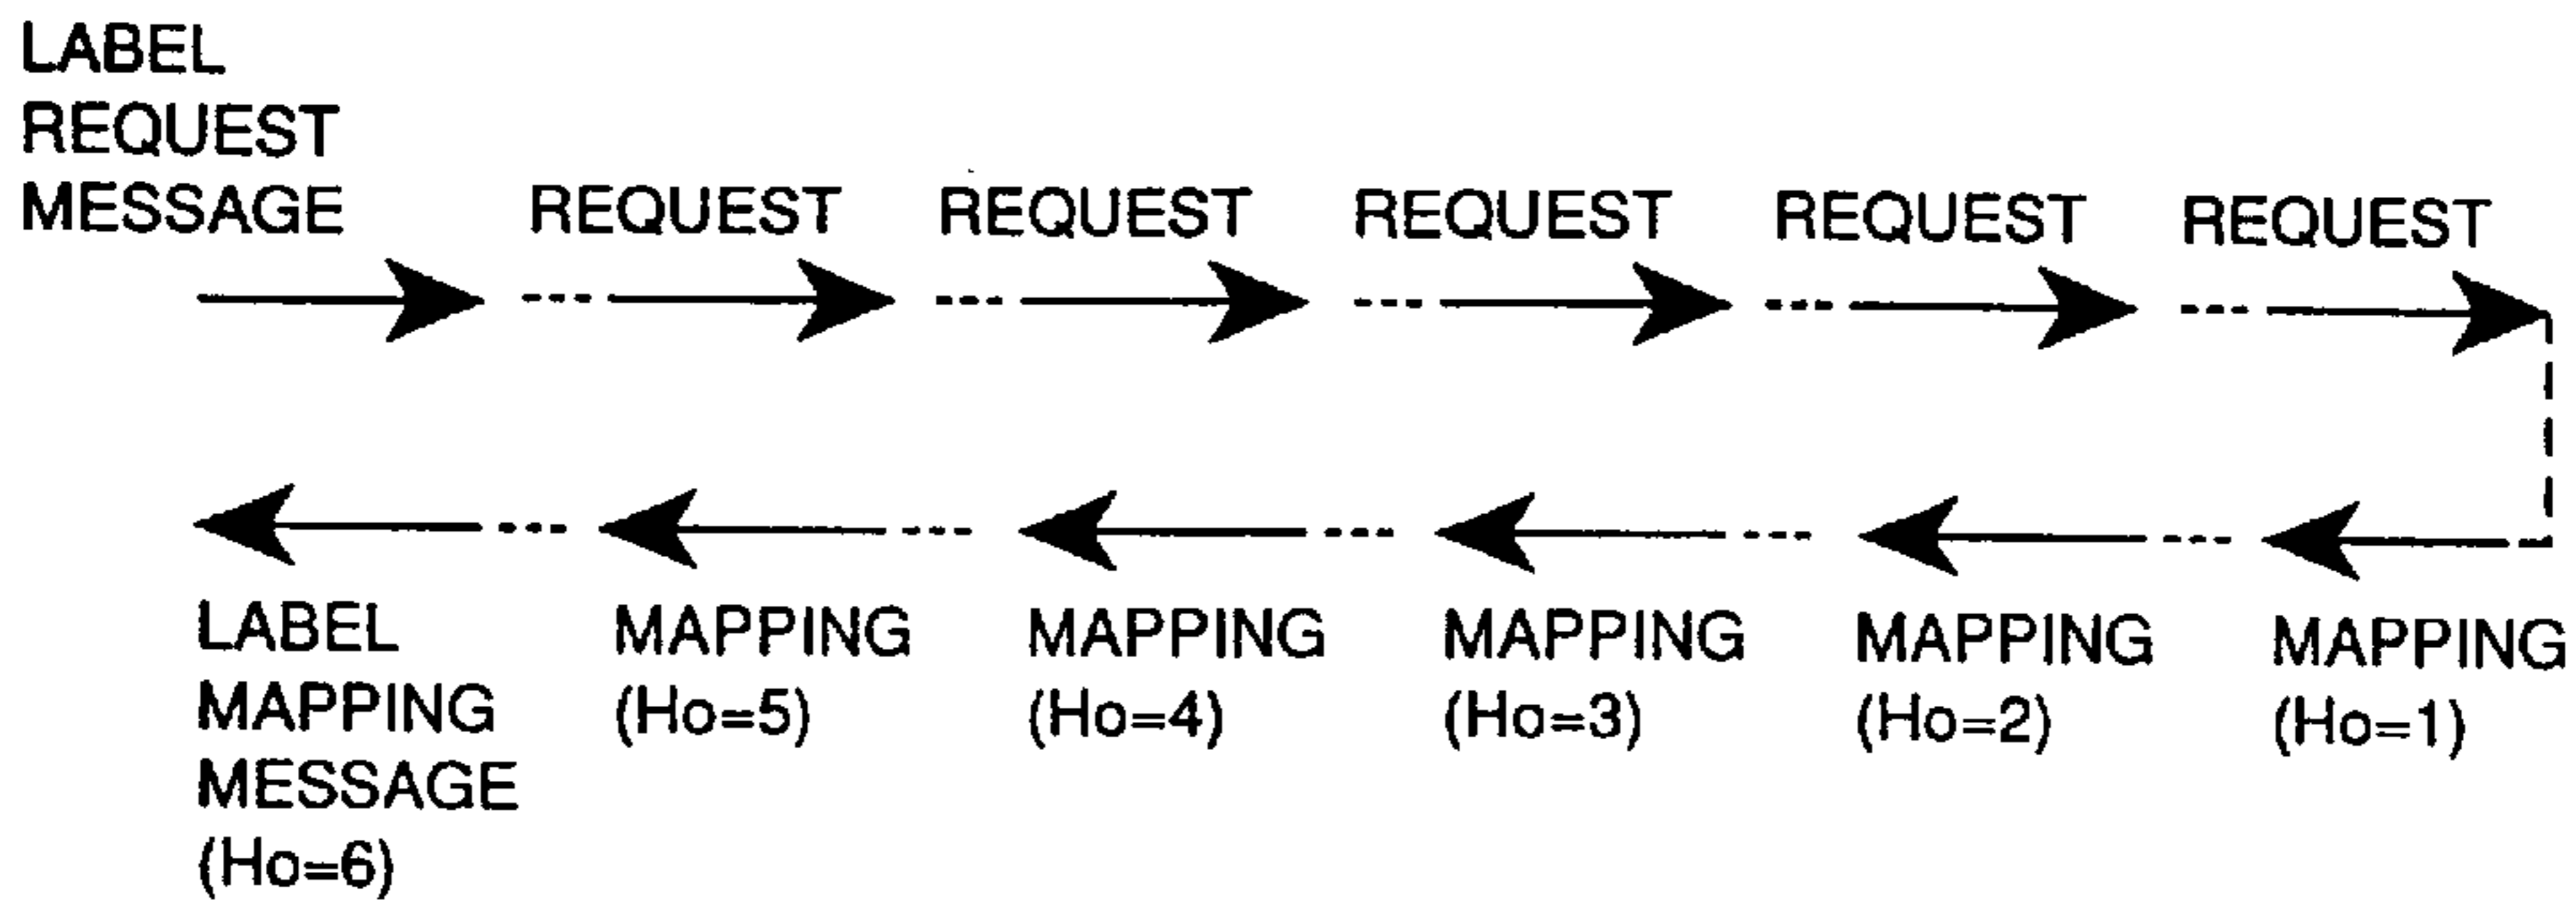 LABEL
REQUEST
MESSAGE
REQUEST
REQUEST
REQUEST
REQUEST
REQUEST
LABEL
MAPPING
MESSAGE
(Ho=6)
MAPPING
(Ho=5)
MAPPING
(Ho=4)
MAPPING
(Ho=3)
MAPPING
(Ho=2)
MAPPING
(Ho=1)